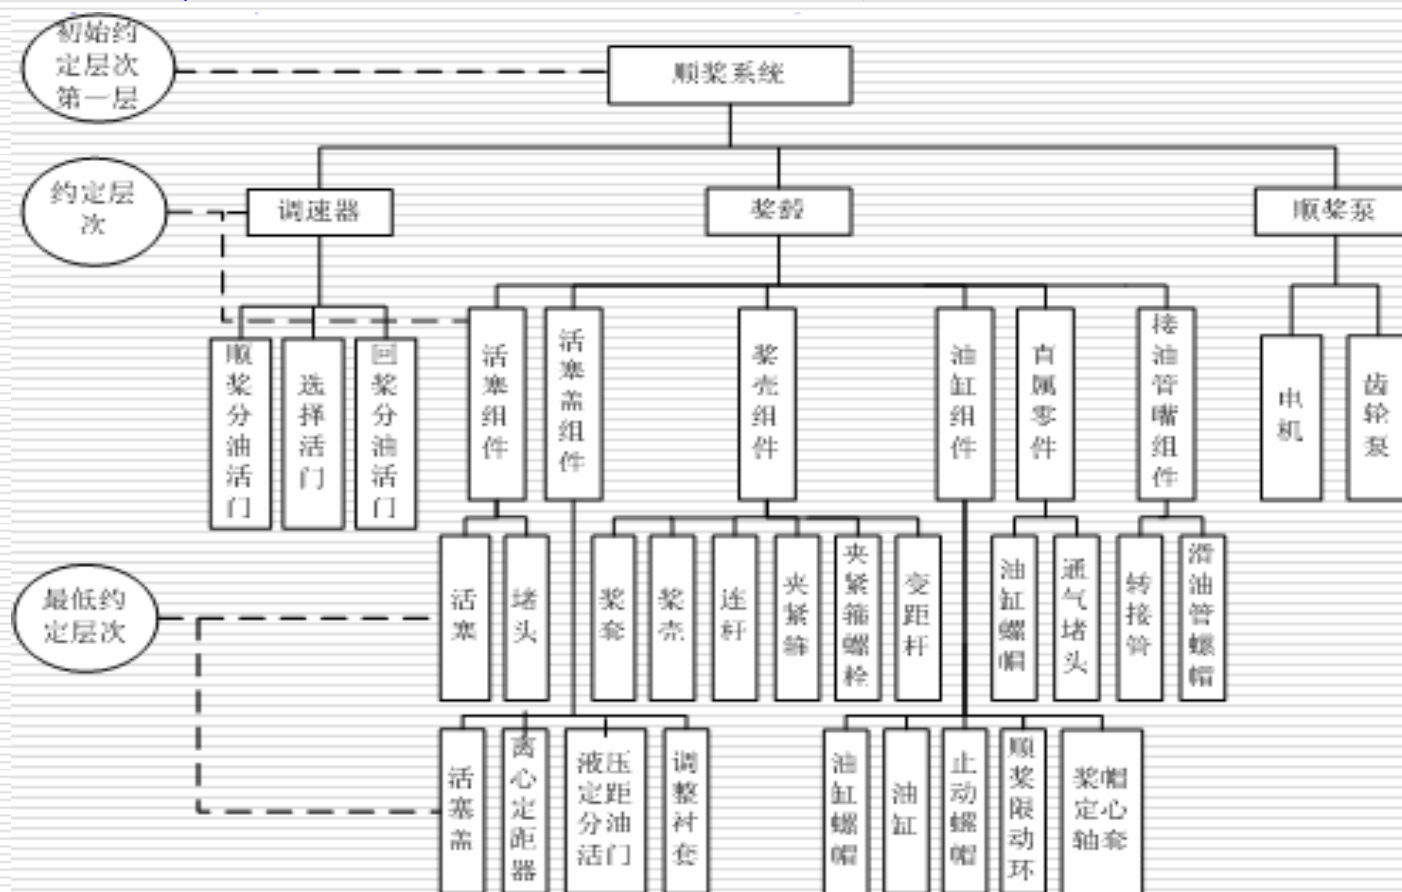 初始约
定层次
第一层
顺桨系统
约定层
次
调速器
桨毂
顺桨泵
顺桨分油活门
选择活门
回桨分油活门
活塞组件
活塞盖组件
桨壳组件
油缸组件
直属零件
接油管嘴组件
电机
齿轮泵
最低约
定层次
活塞
堵头
桨套
桨壳
连杆
夹紧箍
夹紧箍螺栓
变距杆
油缸螺帽
通气堵头
转接管
滑油管螺帽
活塞盖
离心定距器
液压
定距
分油
活门
调整衬套
油缸螺帽
油缸
止动螺帽
顺桨限动环
桨帽
定心
轴套